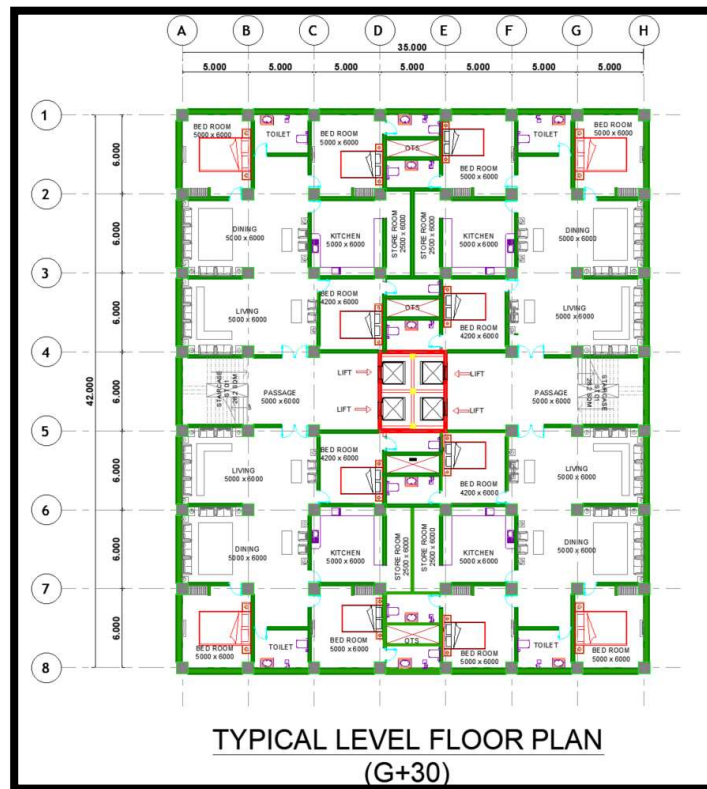 A B C D E F G H
35.000
5.000 5.000 5.000 5.000 5.000 5.000 5.000
1
BED ROOM
5000 x 6000
TOILET
BED ROOM
5000 x 6000
OTS
BED ROOM
5000 x 6000
TOILET
BED ROOM
5000 x 6000
6.000
2
DINING
5000 x 6000
KITCHEN
5000 x 6000
STORE ROOM
2500 x 6000
STORE ROOM
2500 x 6000
KITCHEN
5000 x 6000
DINING
5000 x 6000
6.000
3
LIVING
5000 x 6000
BED ROOM
4200 x 6000
OTS
BED ROOM
4200 x 6000
LIVING
5000 x 6000
6.000
4
42.000
6.000
STAIRCASE
ST 01
PASSAGE
5000 x 6000
LIFT
LIFT
LIFT
LIFT
PASSAGE
5000 x 6000
STAIRCASE
5
LIVING
5000 x 6000
BED ROOM
4200 x 6000
BED ROOM
4200 x 6000
LIVING
5000 x 6000
6.000
6
DINING
5000 x 6000
KITCHEN
5000 x 6000
STORE ROOM
2500 x 6000
STORE ROOM
2500 x 6000
KITCHEN
5000 x 6000
DINING
5000 x 6000
6.000
7
BED ROOM
5000 x 6000
TOILET
BED ROOM
5000 x 6000
OTS
BED ROOM
5000 x 6000
TOILET
BED ROOM
5000 x 6000
6.000
8
TYPICAL LEVEL FLOOR PLAN
(G+30)